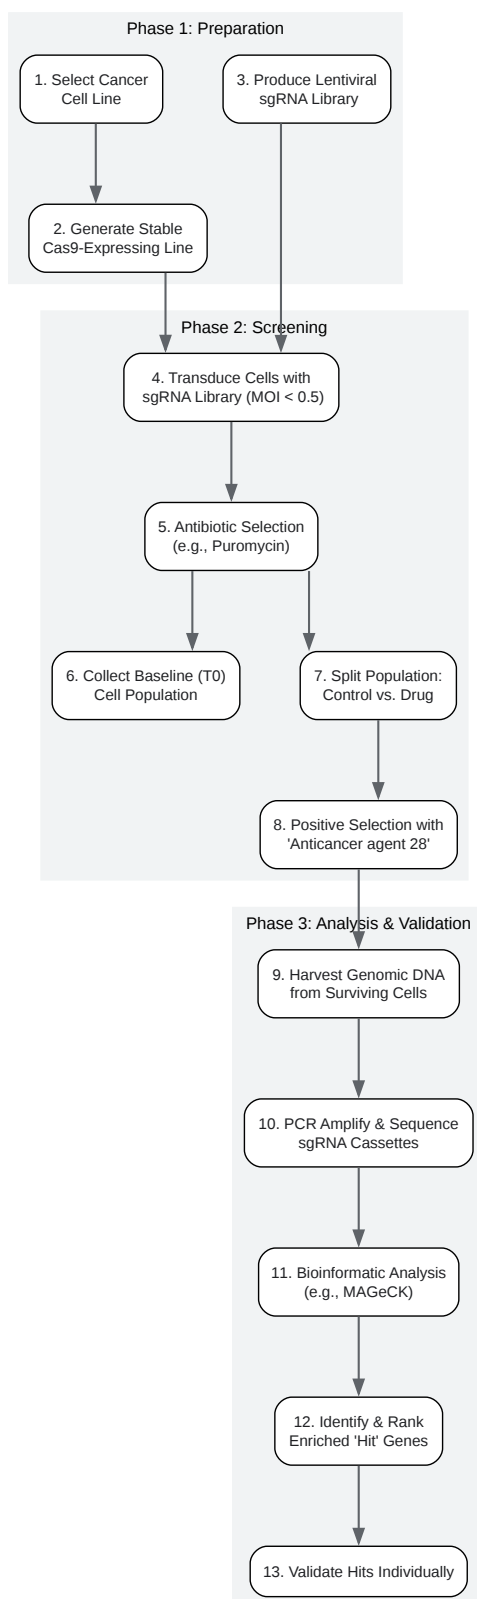 Phase 1: Preparation
1. Select Cancer
Cell Line
3. Produce Lentiviral
sgRNA Library
2. Generate Stable
Cas9-Expressing Line
Phase 2: Screening
4. Transduce Cells with
sgRNA Library (MOI < 0.5)
5. Antibiotic Selection
(e.g., Puromycin)
6. Collect Baseline (T0)
Cell Population
7. Split Population:
Control vs. Drug
8. Positive Selection with
'Anticancer agent 28'
Phase 3: Analysis & Validation
9. Harvest Genomic DNA
from Surviving Cells
10. PCR Amplify & Sequence
sgRNA Cassettes
11. Bioinformatic Analysis
(e.g., MAGeCK)
12. Identify & Rank
Enriched 'Hit' Genes
13. Validate Hits Individually